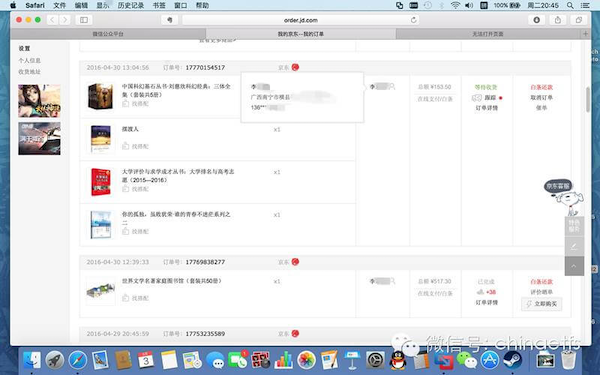 Safari 文件 编辑 显示 历史 书签 窗口 帮助
100% 周二20:45
order.jd.com
微信公众平台 我的京东--我的订单 无法打开页面
设置
个人信息
收货地址
2016-04-30 13:04:56 订单号: 17770154517 京东
中国科幻基石丛书·刘慈欣科幻经典:三体全集(套装共5册)
找搭配
李
广西南宁市横县
136**
李
总额 ¥193.50
在线支付/白条
等待收货
跟踪
订单详情
白条还款
取消订单
催单
摆渡人
x1
找搭配
大学评价与求学成才丛书:大学排名与高考志愿(2015—2016)
x1
找搭配
你的孤独,虽败犹荣·谁的青春不迷茫系列之二
x1
找搭配
京东客服
2016-04-30 12:39:33 订单号: 17769838277 京东
世界文学名著家庭图书馆(套装共50册)
x1
找搭配
李
总额 ¥517.30
在线支付/白条
已完成
+36
订单详情
白条还款
评价晒单
立即购买
2016-04-29 20:45:59 订单号: 17753235589 京东
微信号: chingetfs